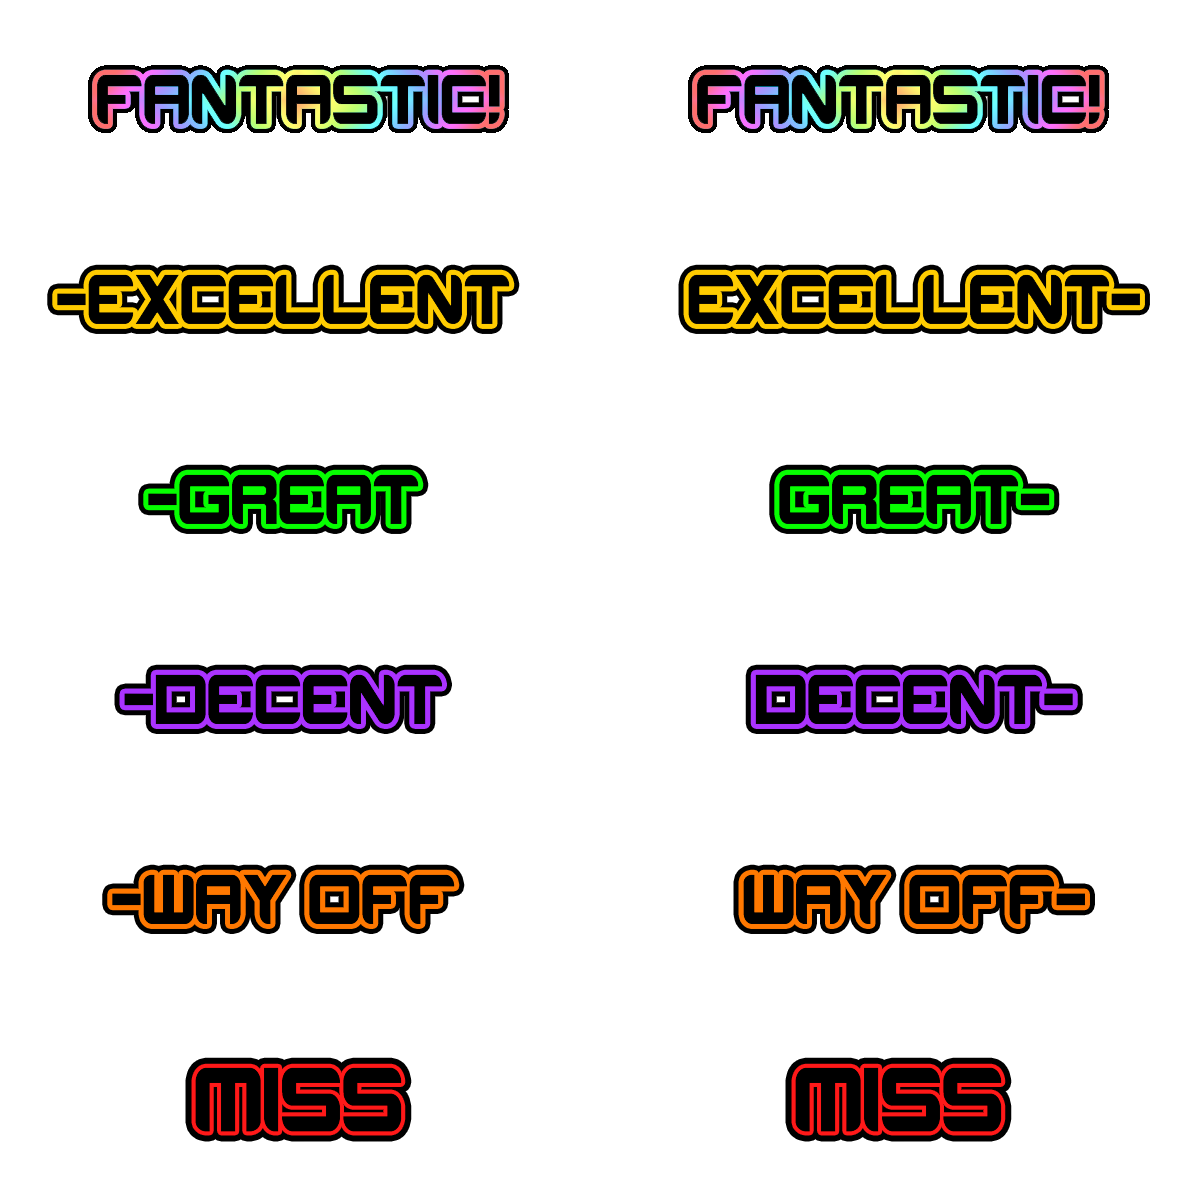 FANTASTIC! FANTASTIC!
-EXCELLENT EXCELLENT-
-GREAT GREAT-
-DECENT DECENT-
-WAY OFF WAY OFF-
MISS MISS